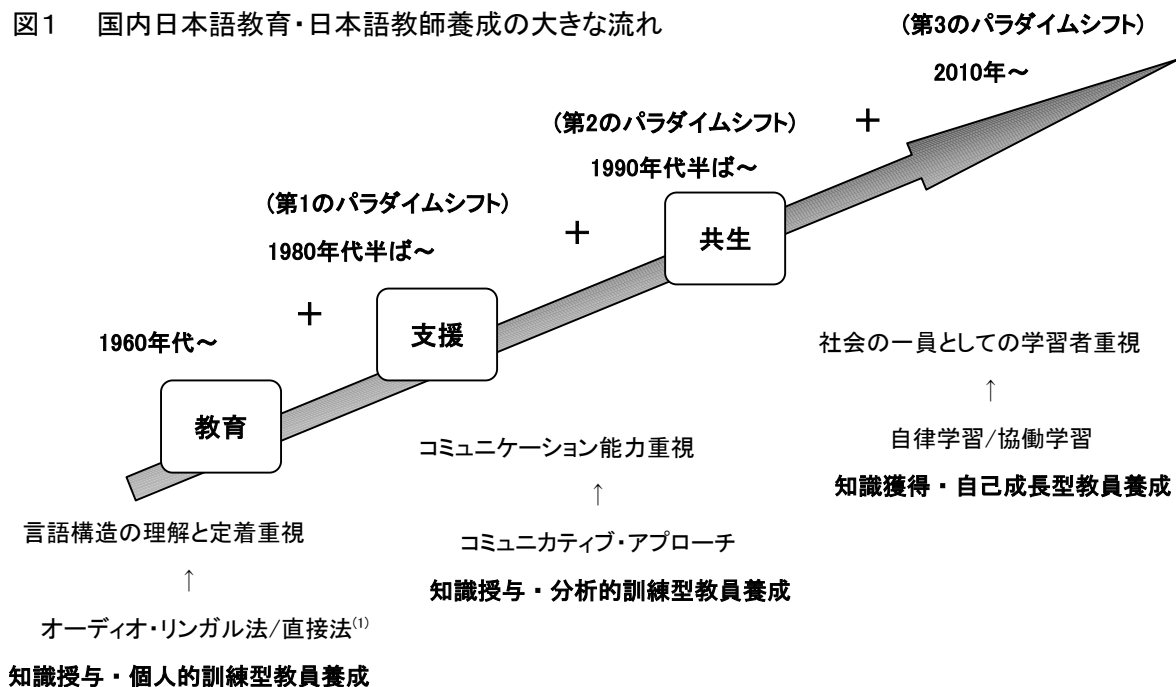 図1 国内日本語教育・日本語教師養成の大きな流れ
(第3のパラダイムシフト)
2010年～
＋
(第2のパラダイムシフト)
1990年代半ば～
共生
＋
(第1のパラダイムシフト)
1980年代半ば～
支援
＋
1960年代～
教育
言語構造の理解と定着重視
↑
オーディオ・リンガル法/直接法(1)
知識授与・個人的訓練型教員養成
コミュニケーション能力重視
↑
コミュニカティブ・アプローチ
知識授与・分析的訓練型教員養成
社会の一員としての学習者重視
↑
自律学習/協働学習
知識獲得・自己成長型教員養成